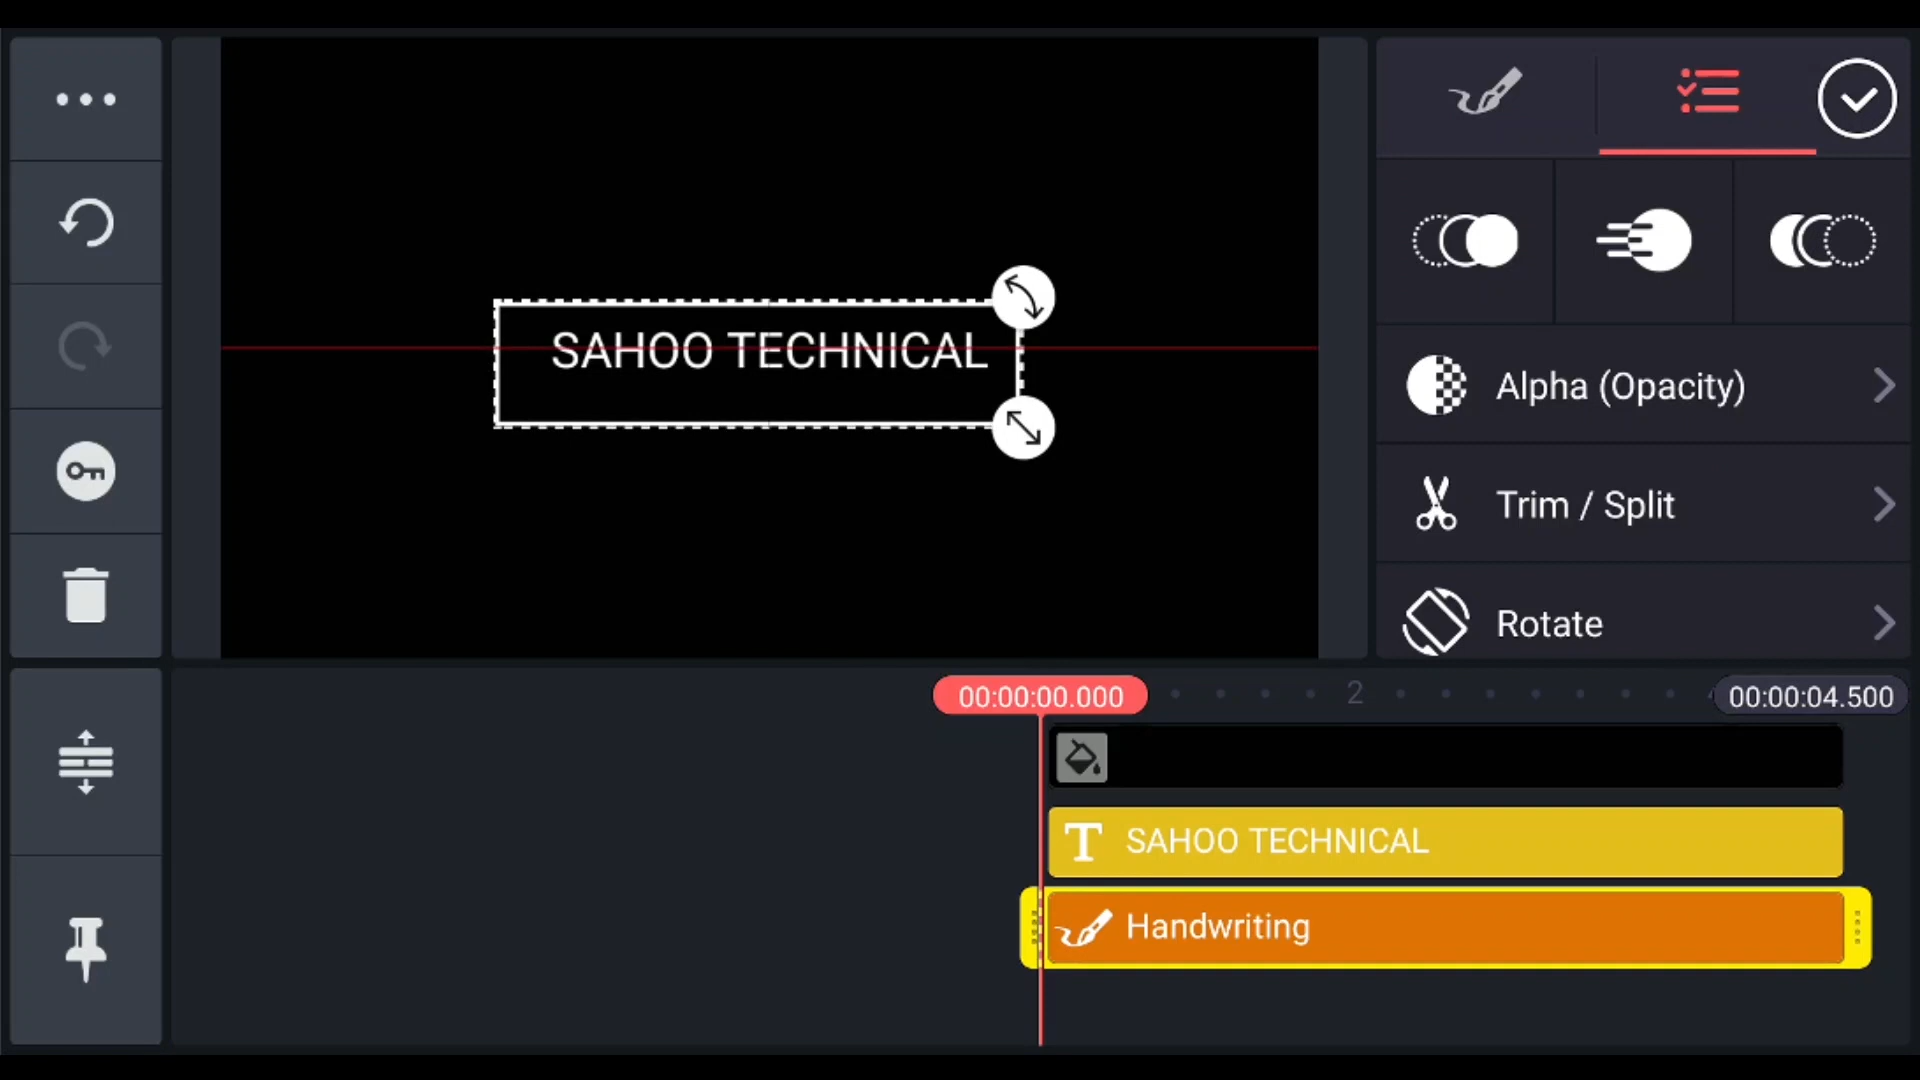 SAHOO TECHNICAL
Alpha (Opacity)
Trim / Split
Rotate
00:00:00.000
2
00:00:04.500
T SAHOO TECHNICAL
Handwriting